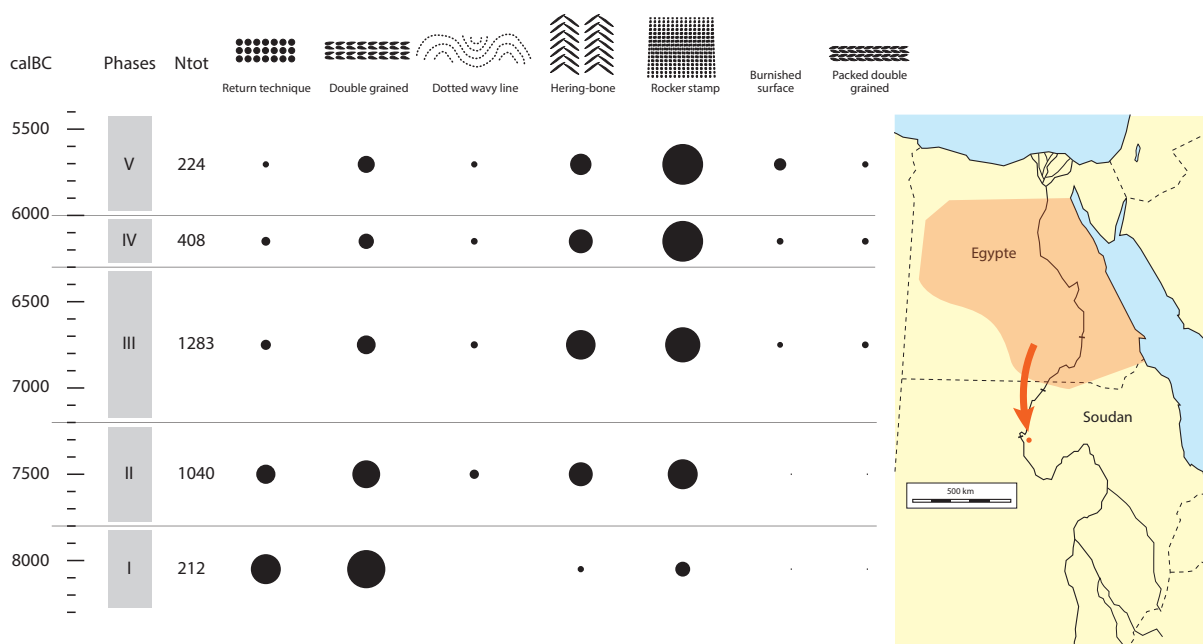 calBC Phases Ntot
Return technique Double grained Dotted wavy line Hering-bone Rocker stamp Burnished surface Packed double grained
5500
V 224
6000
IV 408
6500
III 1283
7000
7500
II 1040
8000
I 212
Egypte
Soudan
500 km